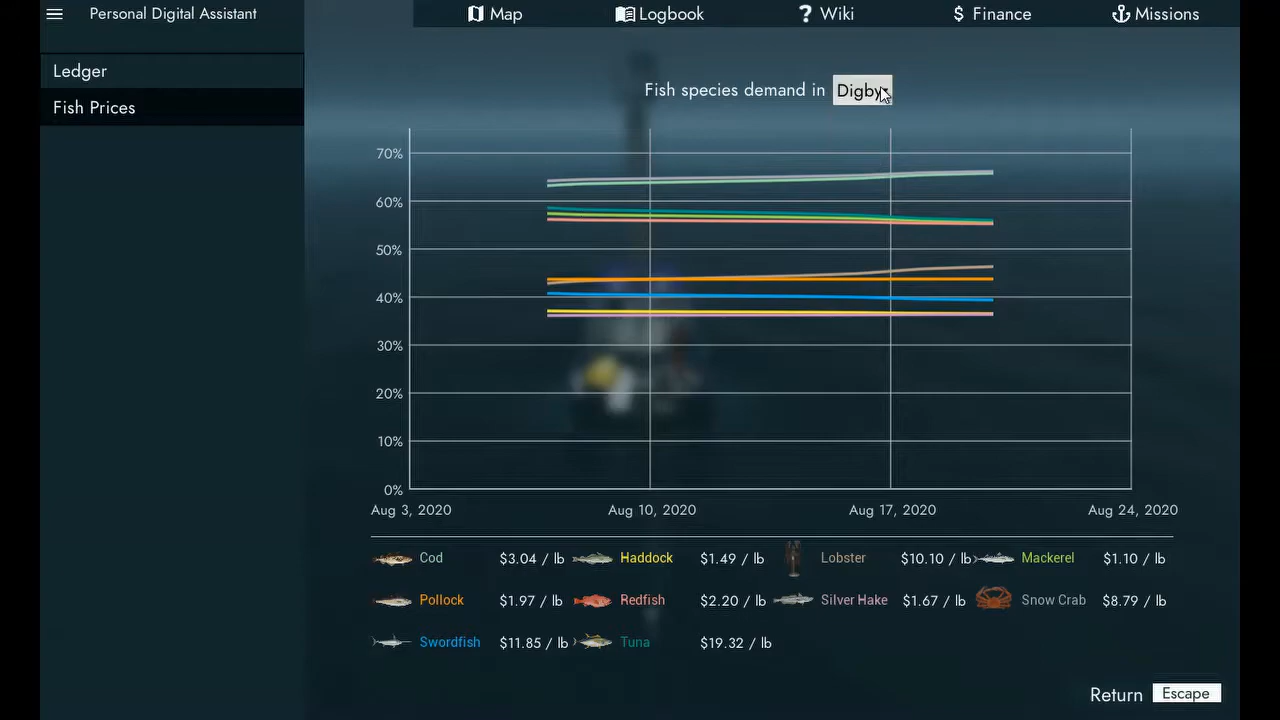 Personal Digital Assistant
Map
Logbook
Wiki
Finance
Missions
Ledger
Fish Prices
Fish species demand in Digby
70%
60%
50%
40%
30%
20%
10%
0%
Aug 3, 2020
Aug 10, 2020
Aug 17, 2020
Aug 24, 2020
Cod $3.04 / lb Haddock $1.49 / lb Lobster $10.10 / lb Mackerel $1.10 / lb
Pollock $1.97 / lb Redfish $2.20 / lb Silver Hake $1.67 / lb Snow Crab $8.79 / lb
Swordfish $11.85 / lb Tuna $19.32 / lb
Return Escape